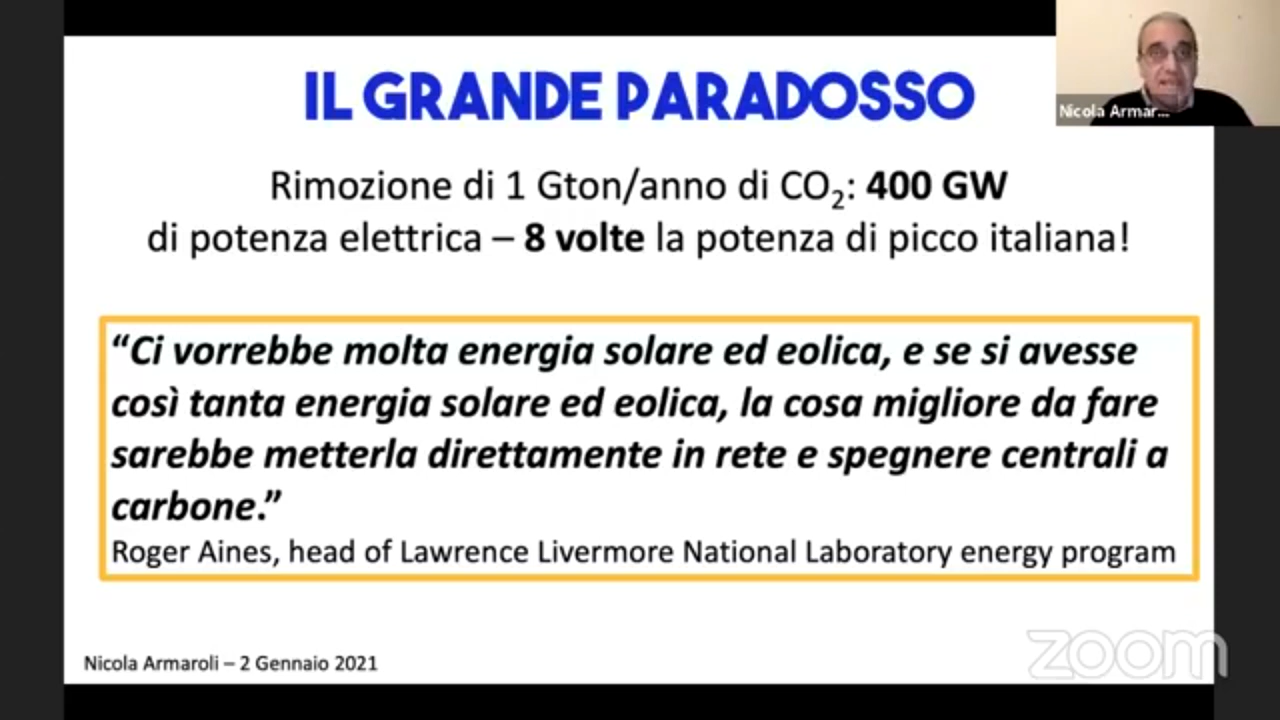 IL GRANDE PARADOSSO
Nicola Armar...
Rimozione di 1 Gton/anno di CO₂: 400 GW
di potenza elettrica – 8 volte la potenza di picco italiana!
“Ci vorrebbe molta energia solare ed eolica, e se si avesse
così tanta energia solare ed eolica, la cosa migliore da fare
sarebbe metterla direttamente in rete e spegnere centrali a
carbone.”
Roger Aines, head of Lawrence Livermore National Laboratory energy program
Nicola Armaroli – 2 Gennaio 2021
zoom